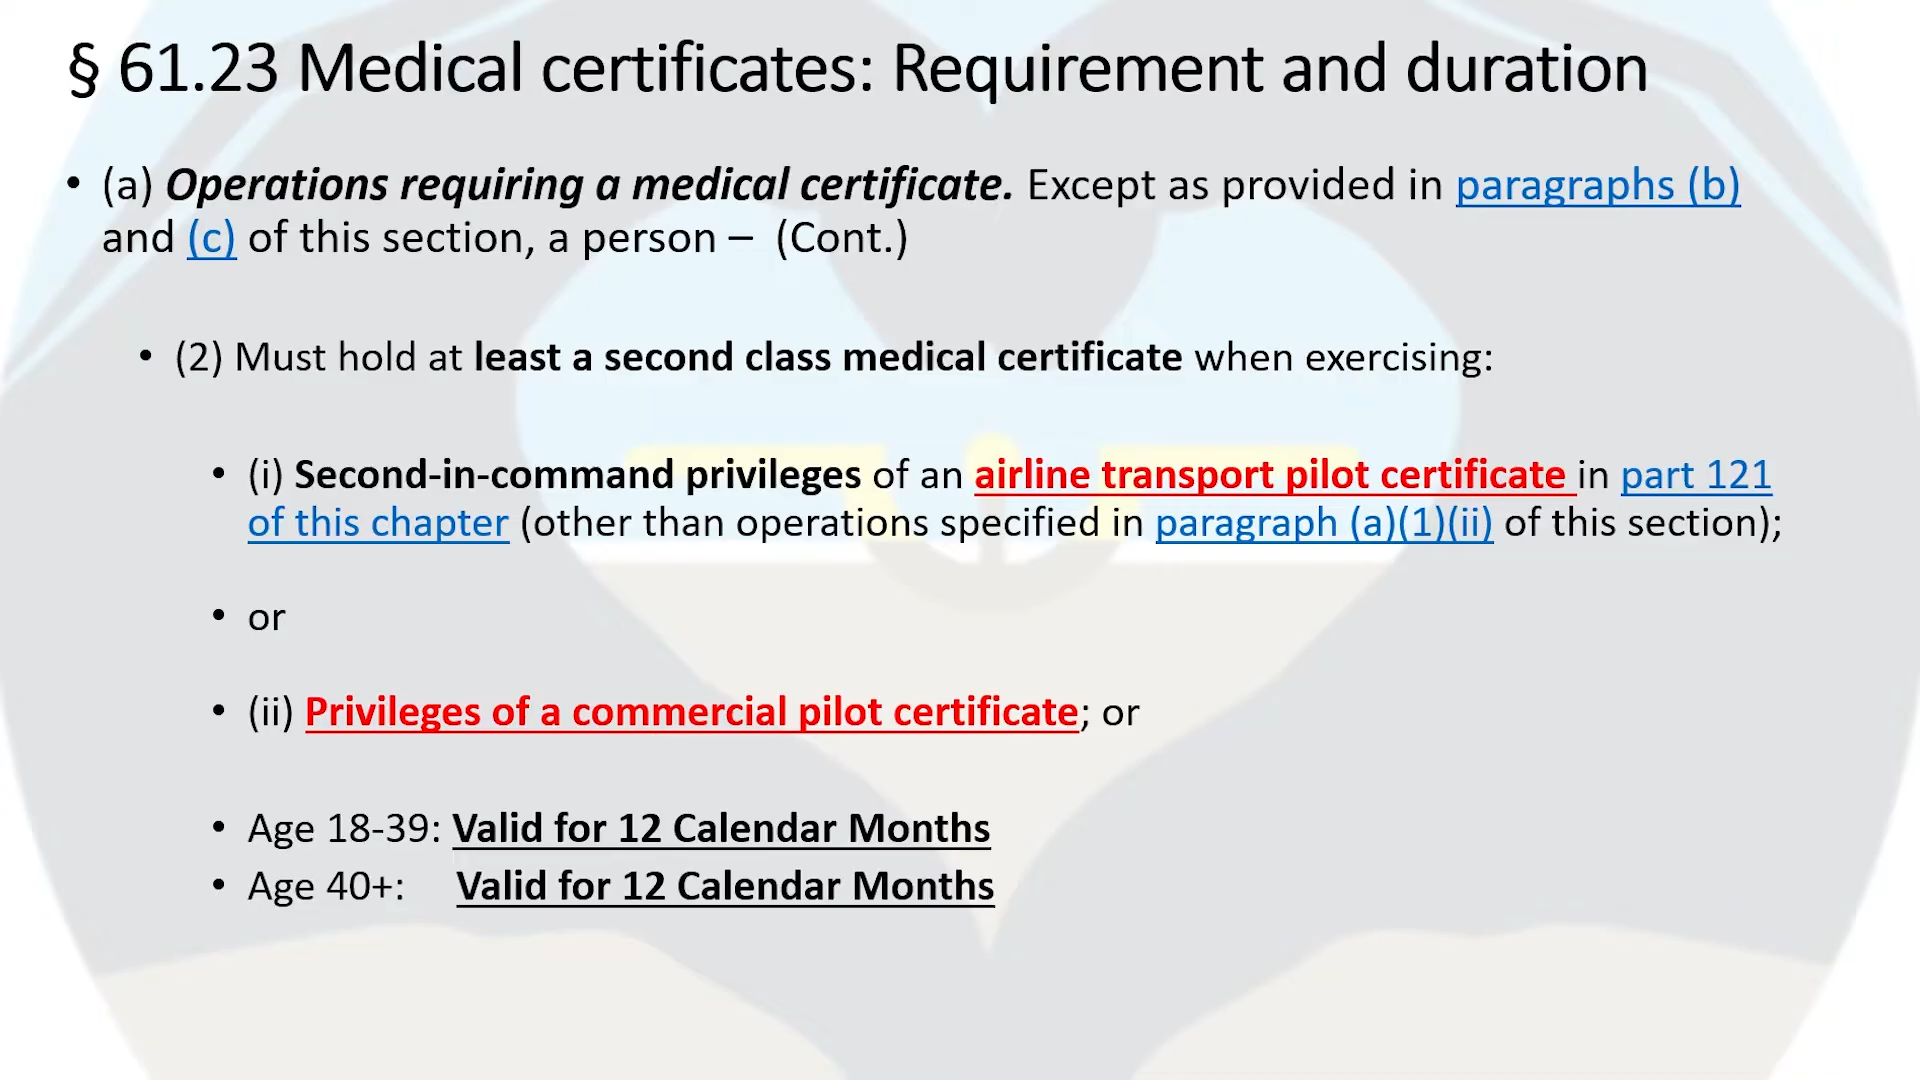 § 61.23 Medical certificates: Requirement and duration
• (a) Operations requiring a medical certificate. Except as provided in paragraphs (b)
and (c) of this section, a person – (Cont.)
• (2) Must hold at least a second class medical certificate when exercising:
• (i) Second-in-command privileges of an airline transport pilot certificate in part 121
of this chapter (other than operations specified in paragraph (a)(1)(ii) of this section);
• or
• (ii) Privileges of a commercial pilot certificate; or
• Age 18-39: Valid for 12 Calendar Months
• Age 40+: Valid for 12 Calendar Months